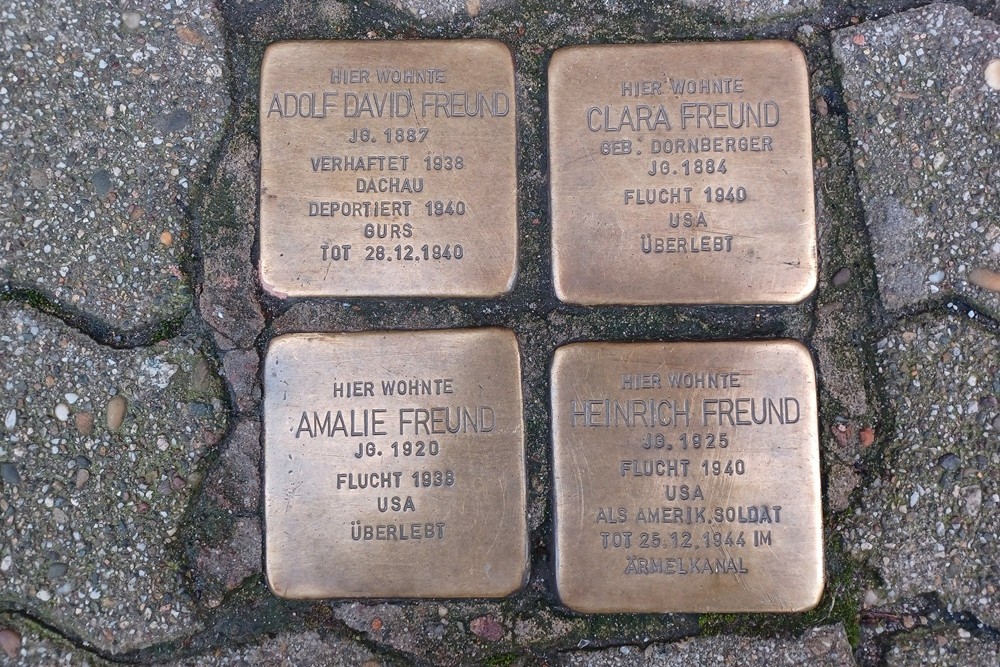 HIER WOHNTE
ADOLF DAVID FREUND
JG. 1887
VERHAFTET 1938
DACHAU
DEPORTIERT 1940
GURS
TOT 28.12.1940
HIER WOHNTE
CLARA FREUND
GEB. DORNBERGER
JG. 1884
FLUCHT 1940
USA
ÜBERLEBT
HIER WOHNTE
AMALIE FREUND
JG. 1920
FLUCHT 1938
USA
ÜBERLEBT
HIER WOHNTE
HEINRICH FREUND
JG. 1925
FLUCHT 1940
USA
ALS AMERIK. SOLDAT
TOT 25.12.1944 IM
ÄRMELKANAL